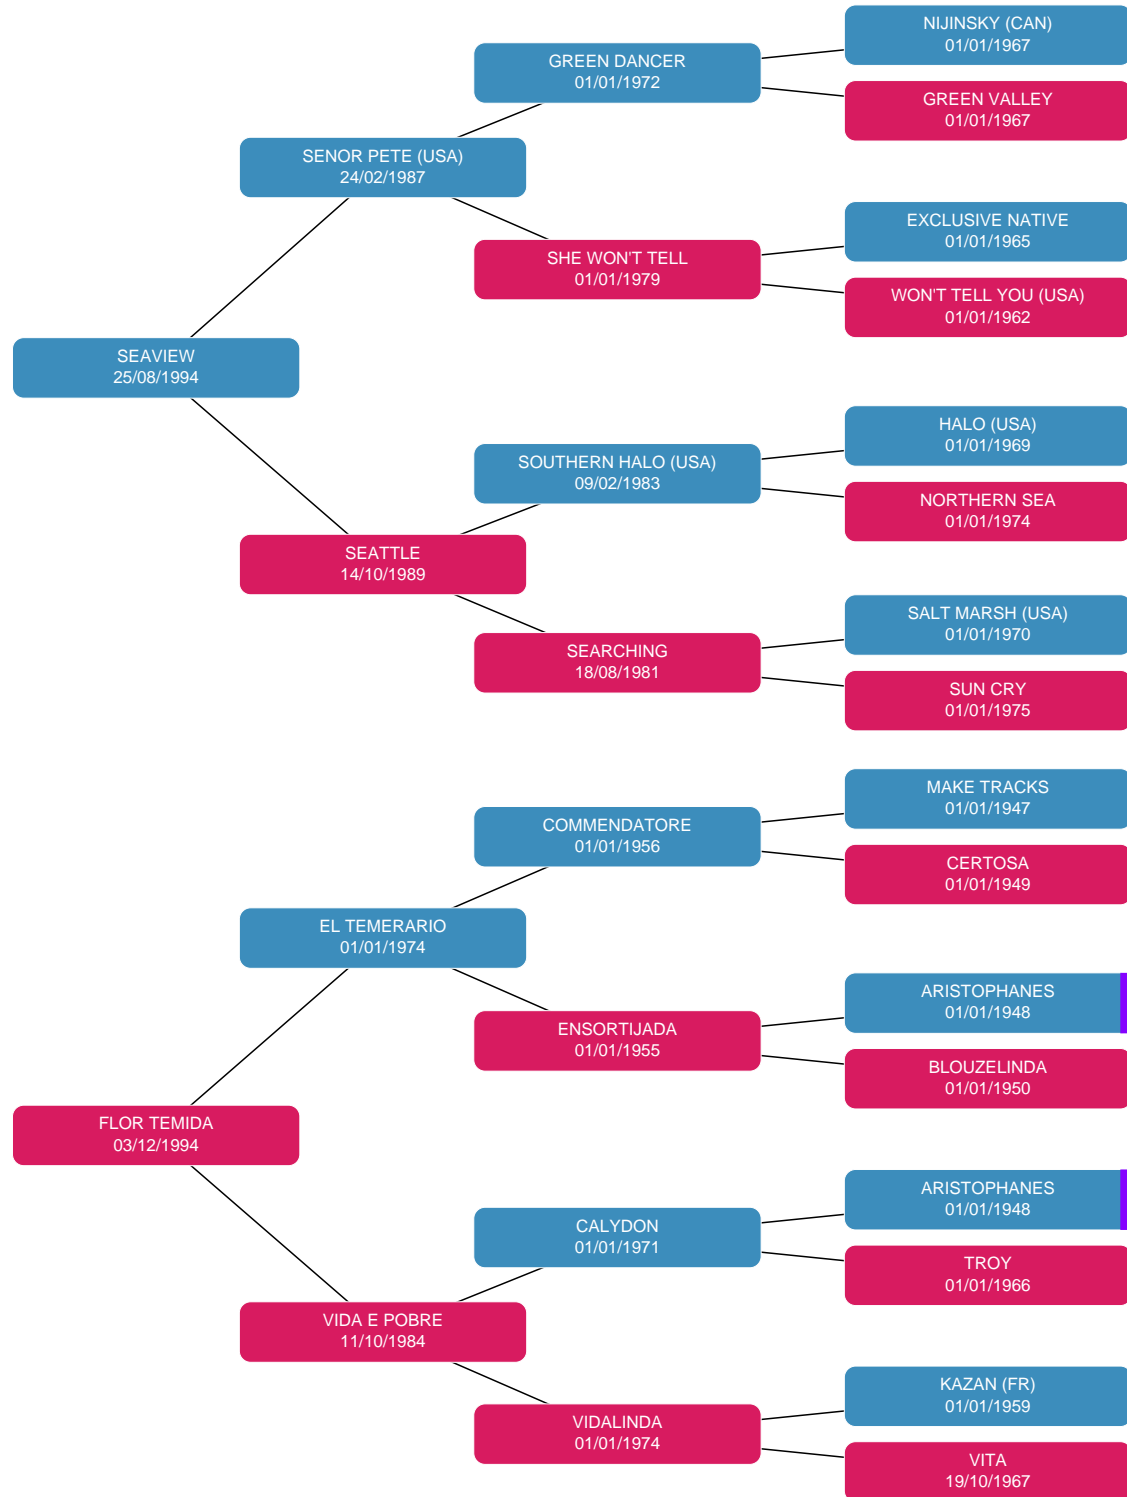 NIJINSKY (CAN)
01/01/1967
GREEN DANCER
01/01/1972
GREEN VALLEY
01/01/1967
SENOR PETE (USA)
24/02/1987
EXCLUSIVE NATIVE
01/01/1965
SHE WON'T TELL
01/01/1979
WON'T TELL YOU (USA)
01/01/1962
SEAVIEW
25/08/1994
HALO (USA)
01/01/1969
SOUTHERN HALO (USA)
09/02/1983
NORTHERN SEA
01/01/1974
SEATTLE
14/10/1989
SALT MARSH (USA)
01/01/1970
SEARCHING
18/08/1981
SUN CRY
01/01/1975
MAKE TRACKS
01/01/1947
COMMENDATORE
01/01/1956
CERTOSA
01/01/1949
EL TEMERARIO
01/01/1974
ARISTOPHANES
01/01/1948
ENSORTIJADA
01/01/1955
BLOUZELINDA
01/01/1950
FLOR TEMIDA
03/12/1994
ARISTOPHANES
01/01/1948
CALYDON
01/01/1971
TROY
01/01/1966
VIDA E POBRE
11/10/1984
KAZAN (FR)
01/01/1959
VIDALINDA
01/01/1974
VITA
19/10/1967